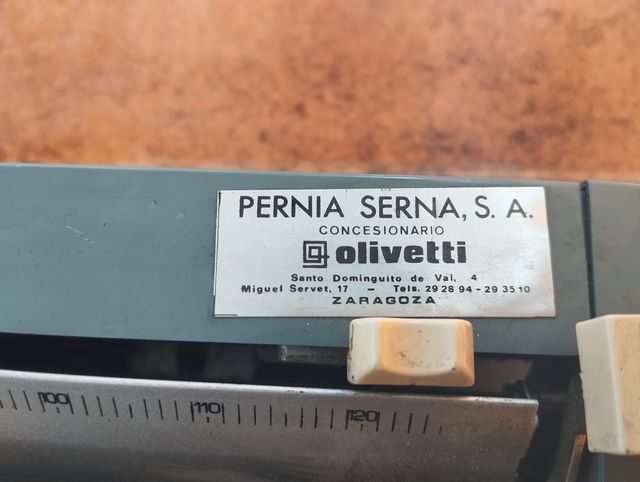 PERNIA SERNA, S. A.
CONCESIONARIO
olivetti
Santo Dominguito de Val, 4
Miguel Servet, 17 - Tels. 29 28 94 - 29 35 10
ZARAGOZA
100 110 120